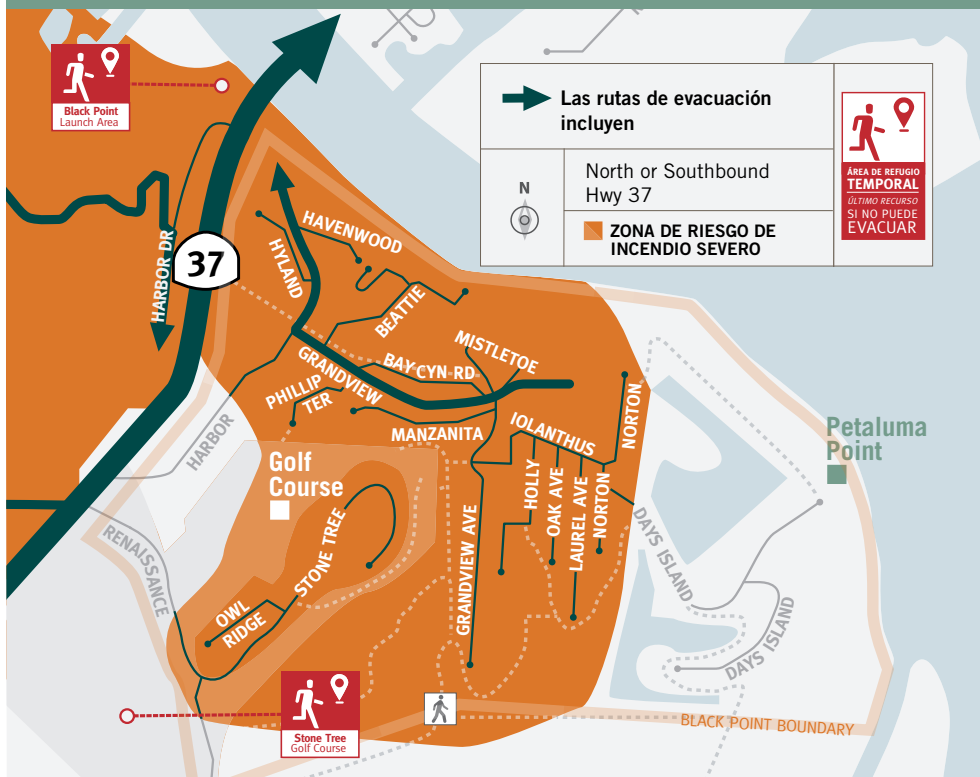 Black Point
Launch Area
Las rutas de evacuación
incluyen
N
North or Southbound
Hwy 37
ZONA DE RIESGO DE
INCENDIO SEVERO
ÁREA DE REFUGIO
TEMPORAL
ÚLTIMO RECURSO
SI NO PUEDE
EVACUAR
HARBOR DR
37
HYLAND
HAVENWOOD
BEATTIE
MISTLETOE
GRANDVIEW
BAY CYN RD
PHILLIP
TER
MANZANITA
IOLANTHUS
NORTON
HARBOR
Golf
Course
Petaluma
Point
HOLLY
OAK AVE
LAUREL AVE
NORTON
GRANDVIEW AVE
STONE TREE
OWL
RIDGE
RENAISSANCE
DAYS ISLAND
DAYS ISLAND
BLACK POINT BOUNDARY
Stone Tree
Golf Course